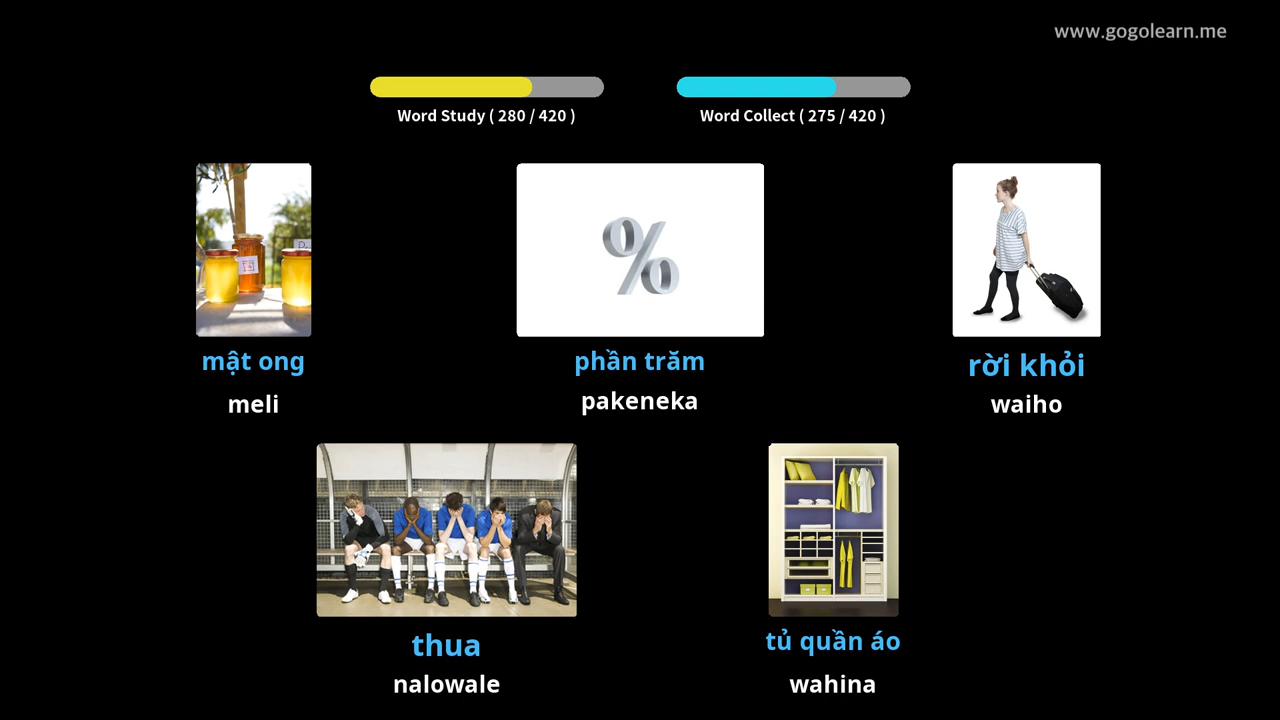 www.gogolearn.me
Word Study ( 280 / 420 )
Word Collect ( 275 / 420 )
mật ong
meli
phần trăm
pakeneka
rời khỏi
waiho
thua
nalowale
tủ quần áo
wahina